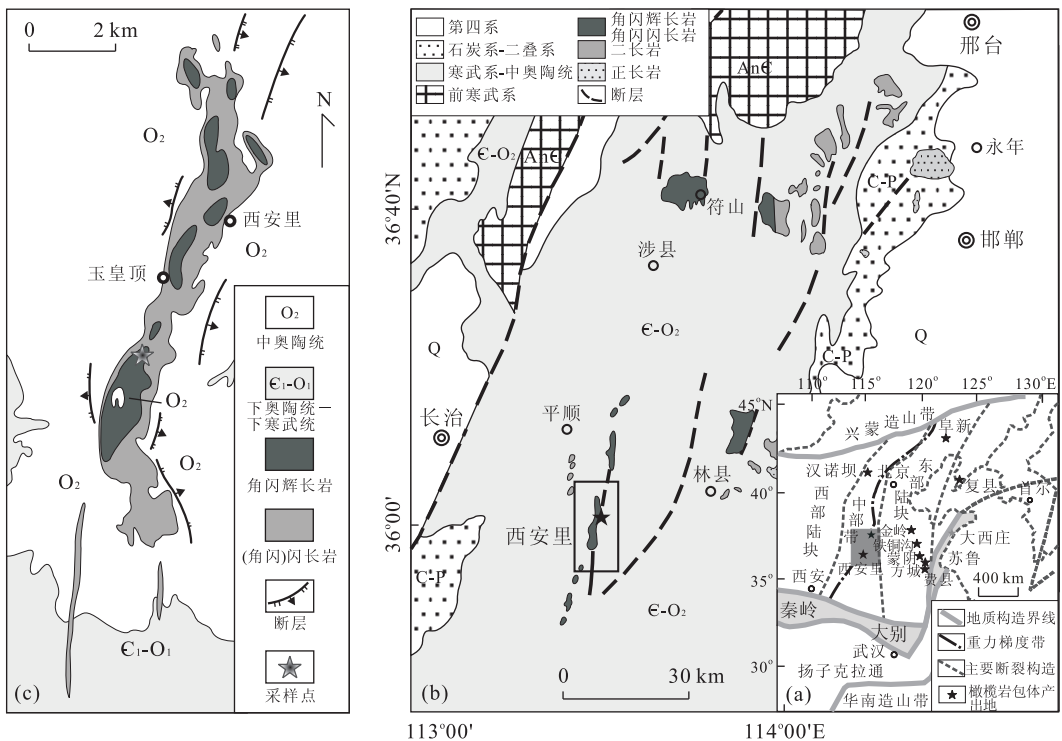 0 2 km
N
O₂
西安里
O₂
玉皇顶
O₂
中奥陶统
Є₁-O₁
下奥陶统-
下寒武统
角闪辉长岩
(角闪)闪长岩
断层
采样点
O₂
O₂
O₂
Є₁-O₁
(c)
第四系
石炭系-二叠系
寒武系-中奥陶统
前寒武系
角闪辉长岩
角闪闪长岩
二长岩
正长岩
断层
AnЄ
邢台
永年
Є-O₂
AnЄ
C-P
符山
邯郸
涉县
36°40'N
Є-O₂
Q
Q
C-P
长治
平顺
林县
西安里
36°00'
C-P
Є-O₂
0 30 km
(b)
113°00'
114°00'E
110° 115° 120° 125° 130°E
45°N
40°
35°
30°
兴蒙造山带
阜新
汉诺坝
北京
东部陆块
复县
首尔
西部陆块
中部带
金岭
铁铜沟
蒙阴
方城
费县
西安里
大西庄
苏鲁
西安
400 km
秦岭
大别
武汉
扬子克拉通
华南造山带
(a)
地质构造界线
重力梯度带
主要断裂构造
橄榄岩包体产
出地